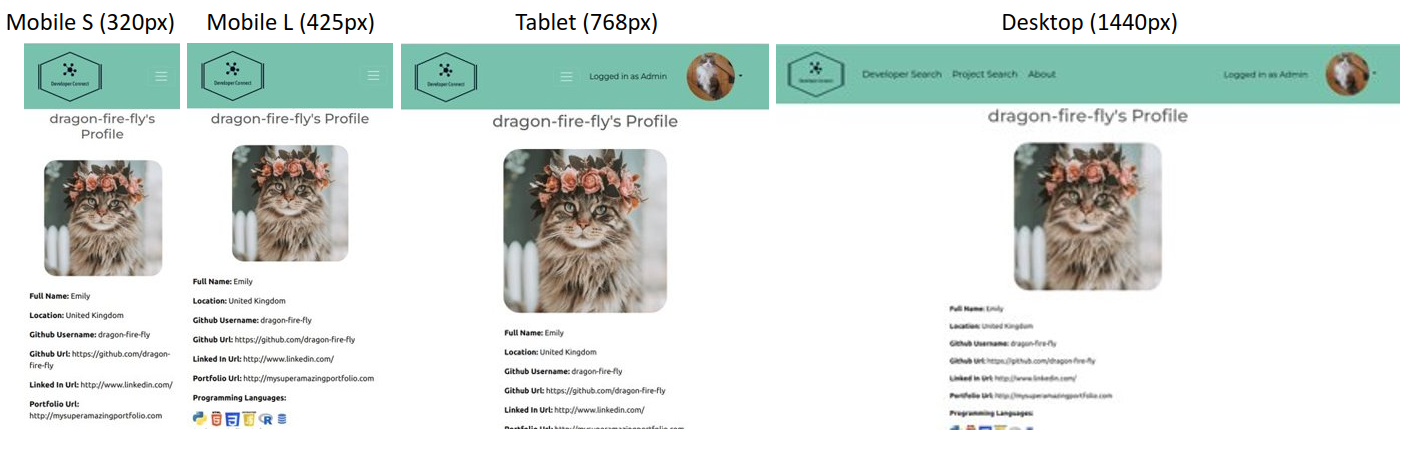 Mobile S (320px)
Developer Connect
dragon-fire-fly's
Profile
Full Name: Emily
Location: United Kingdom
Github Username: dragon-fire-fly
Github Url: https://github.com/dragon-
fire-fly
Linked In Url: http://www.linkedin.com/
Portfolio Url:
http://mysuperamazingportfolio.com
Mobile L (425px)
Developer Connect
dragon-fire-fly's Profile
Full Name: Emily
Location: United Kingdom
Github Username: dragon-fire-fly
Github Url: https://github.com/dragon-fire-fly
Linked In Url: http://www.linkedin.com/
Portfolio Url: http://mysuperamazingportfolio.com
Programming Languages:
Tablet (768px)
Developer Connect
Logged in as Admin
dragon-fire-fly's Profile
Full Name: Emily
Location: United Kingdom
Github Username: dragon-fire-fly
Github Url: https://github.com/dragon-fire-fly
Linked In Url: http://www.linkedin.com/
Portfolio Url: http://mysuperamazingportfolio.com
Desktop (1440px)
Developer Connect
Developer Search Project Search About
Logged in as Admin
dragon-fire-fly's Profile
Full Name: Emily
Location: United Kingdom
Github Username: dragon-fire-fly
Github Url: https://github.com/dragon-fire-fly
Linked In Url: http://www.linkedin.com/
Portfolio Url: http://mysuperamazingportfolio.com
Programming Languages: